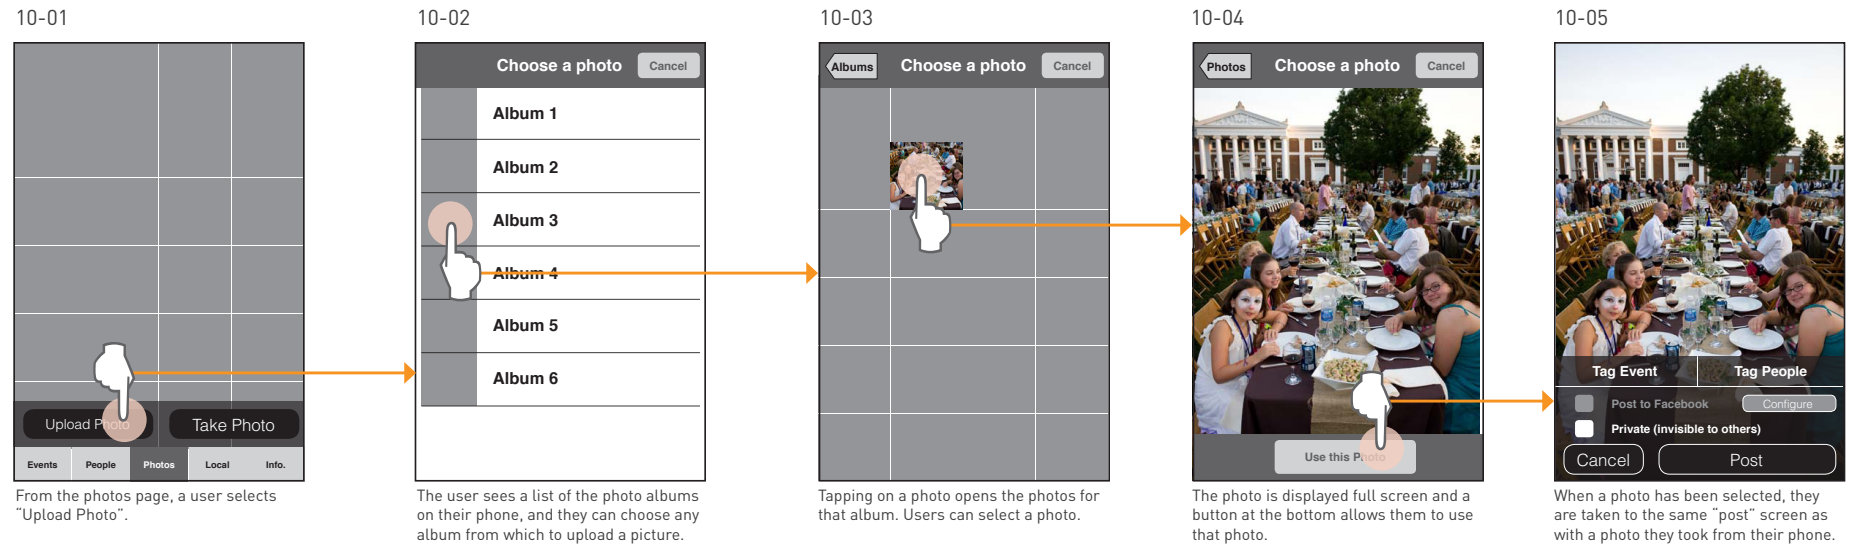 10-01
Upload Photo
Take Photo
Events People Photos Local Info.
From the photos page, a user selects
“Upload Photo”.
10-02
Choose a photo
Cancel
Album 1
Album 2
Album 3
Album 4
Album 5
Album 6
The user sees a list of the photo albums
on their phone, and they can choose any
album from which to upload a picture.
10-03
Albums
Choose a photo
Cancel
Tapping on a photo opens the photos for
that album. Users can select a photo.
10-04
Photos
Choose a photo
Cancel
Use this Photo
The photo is displayed full screen and a
button at the bottom allows them to use
that photo.
10-05
Tag Event
Tag People
Post to Facebook
Configure
Private (invisible to others)
Cancel
Post
When a photo has been selected, they
are taken to the same “post” screen as
with a photo they took from their phone.